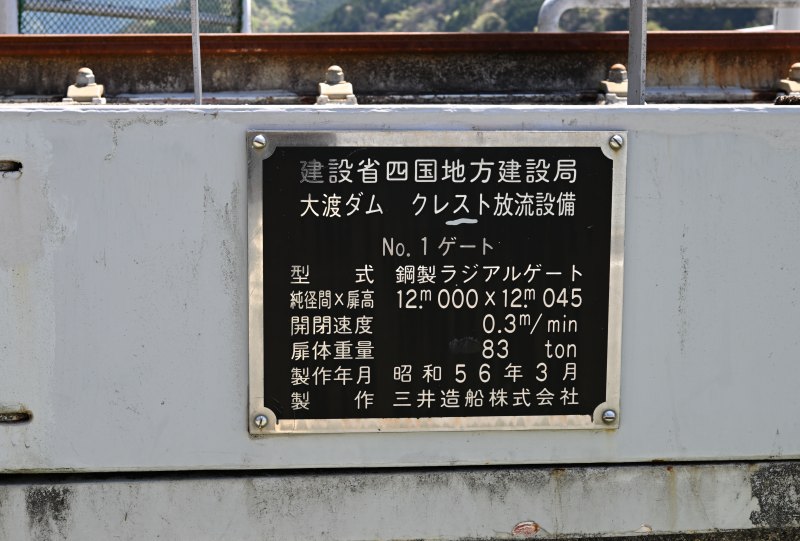 建設省四国地方建設局
大渡ダム クレスト放流設備
No.1ゲート
型式 鋼製ラジアルゲート
純径間×扉高 12.ᵐ000×12.ᵐ045
開閉速度 0.3ᵐ/min
扉体重量 83 ton
製作年月 昭和56年3月
製作 三井造船株式会社